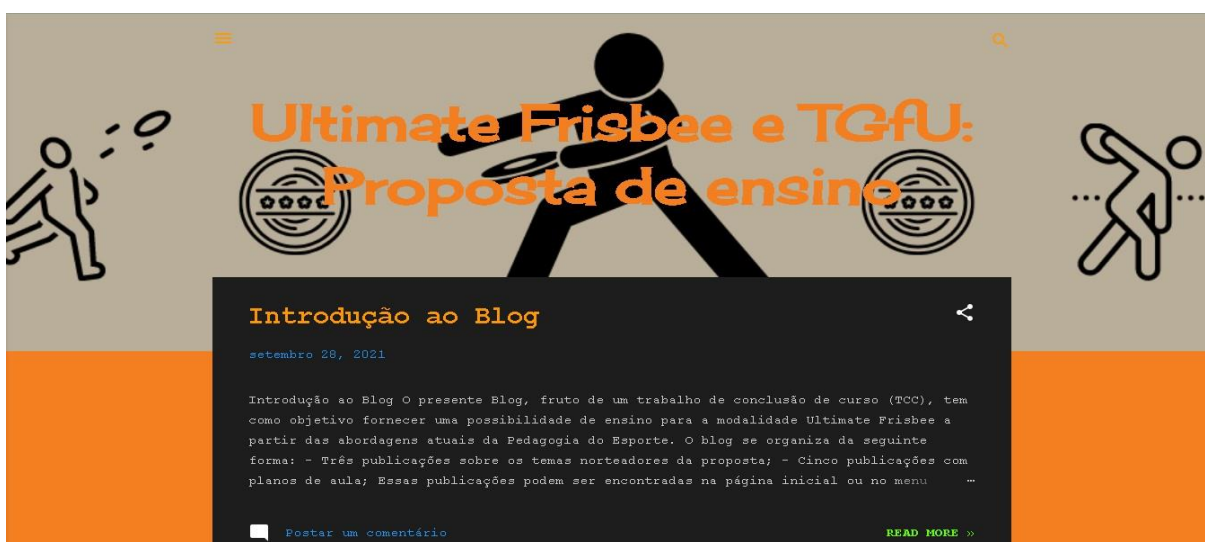 Ultimate Frisbee e TGfU:
Proposta de ensino
Introdução ao Blog
setembro 28, 2021
Introdução ao Blog O presente Blog, fruto de um trabalho de conclusão de curso (TCC), tem
como objetivo fornecer uma possibilidade de ensino para a modalidade Ultimate Frisbee a
partir das abordagens atuais da Pedagogia do Esporte. O blog se organiza da seguinte
forma: - Três publicações sobre os temas norteadores da proposta; - Cinco publicações com
planos de aula; Essas publicações podem ser encontradas na página inicial ou no menu …
Postar um comentário
READ MORE »